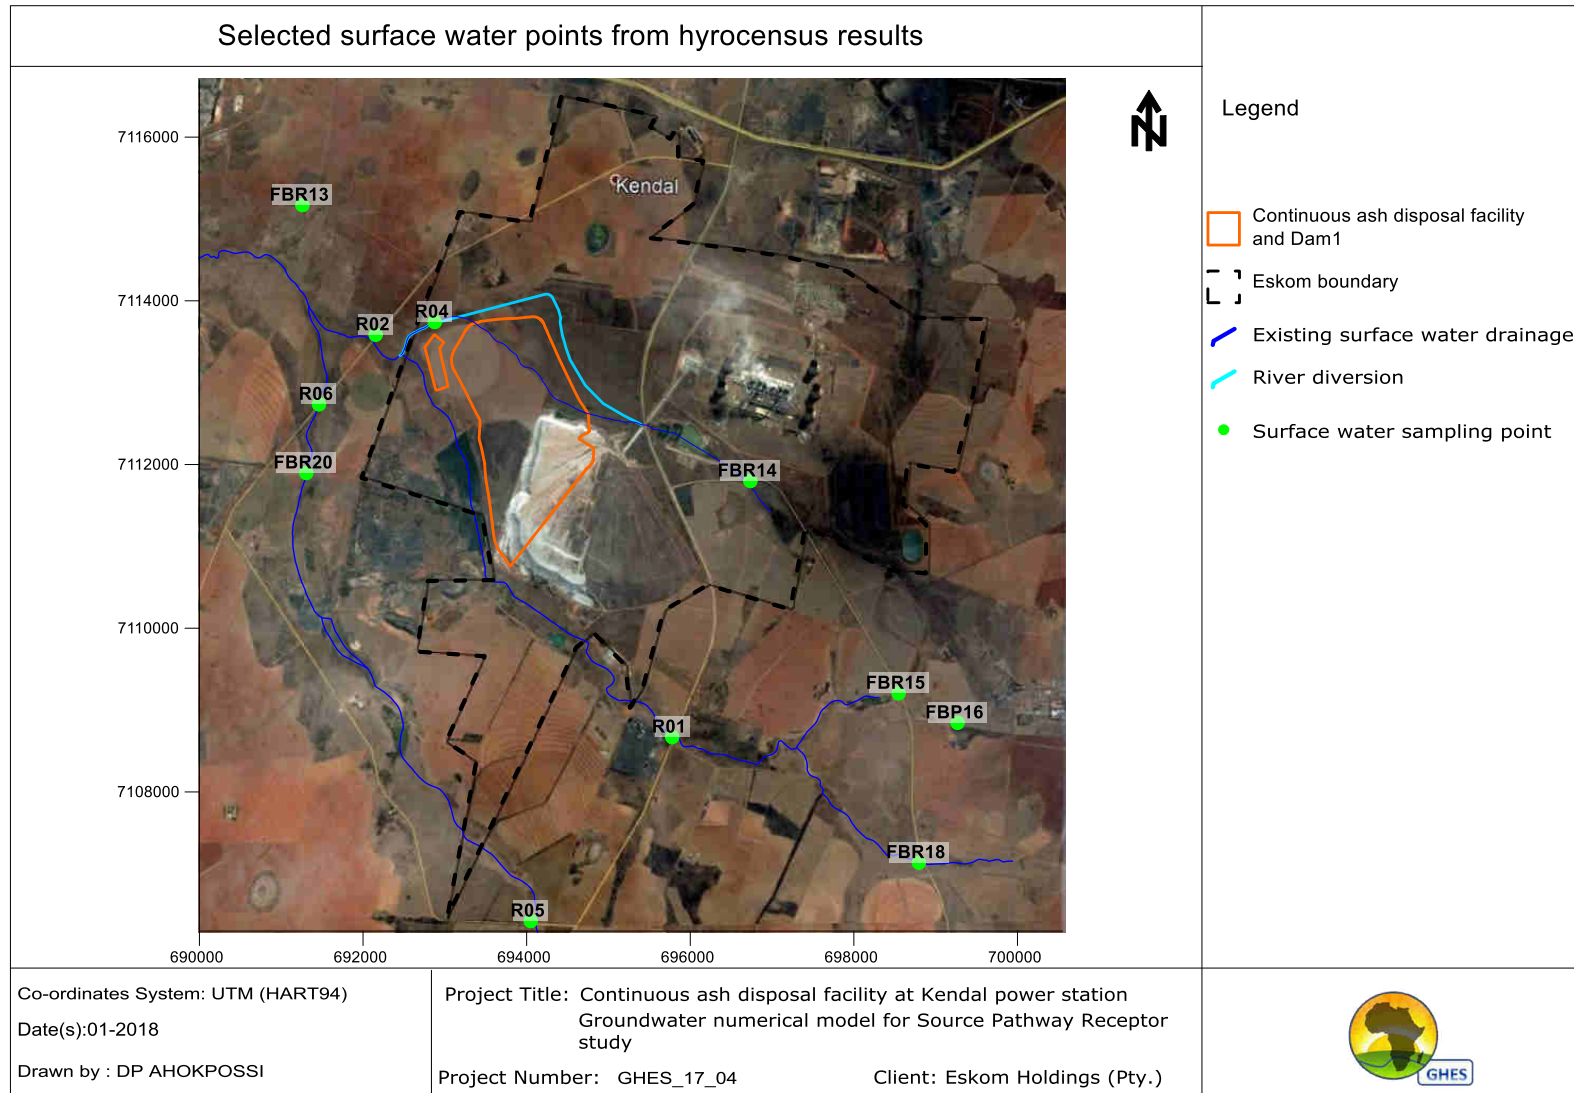 Selected surface water points from hyrocensus results
Legend
Continuous ash disposal facility
and Dam1
Eskom boundary
Existing surface water drainage
River diversion
Surface water sampling point
N
7116000
7114000
7112000
7110000
7108000
690000
692000
694000
696000
698000
700000
Kendal
FBR13
R04
R02
R06
FBR20
FBR14
FBR15
FBP16
R01
FBR18
R05
Co-ordinates System: UTM (HART94)
Date(s):01-2018
Drawn by : DP AHOKPOSSI
Project Title: Continuous ash disposal facility at Kendal power station
Groundwater numerical model for Source Pathway Receptor
study
Project Number: GHES_17_04
Client: Eskom Holdings (Pty.)
GHES